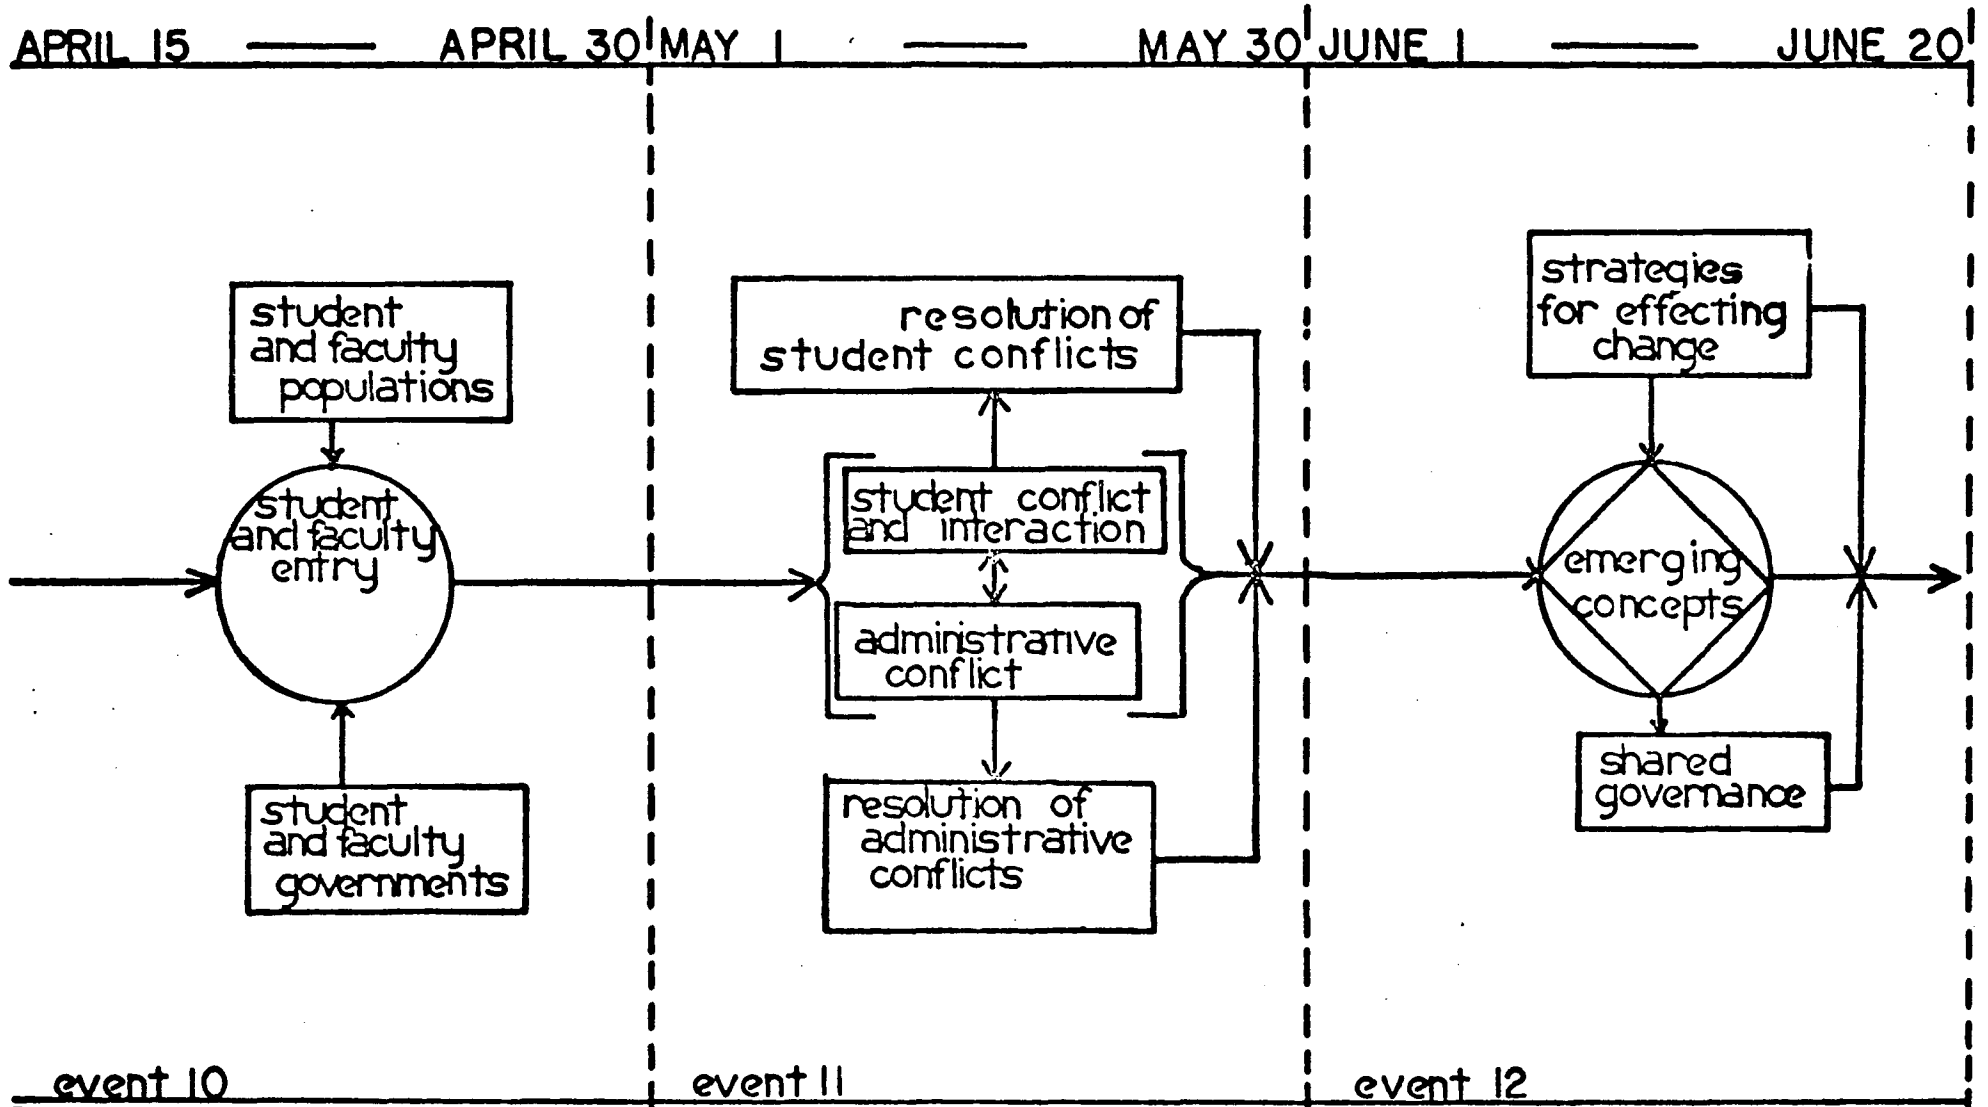 APRIL 15 — APRIL 30
MAY 1 — MAY 30
JUNE 1 — JUNE 20
student
and faculty
populations
student
and faculty
entry
student
and faculty
governments
event 10
resolution of
student conflicts
student conflict
and interaction
administrative
conflict
resolution of
administrative
conflicts
event 11
strategies
for effecting
change
emerging
concepts
shared
governance
event 12